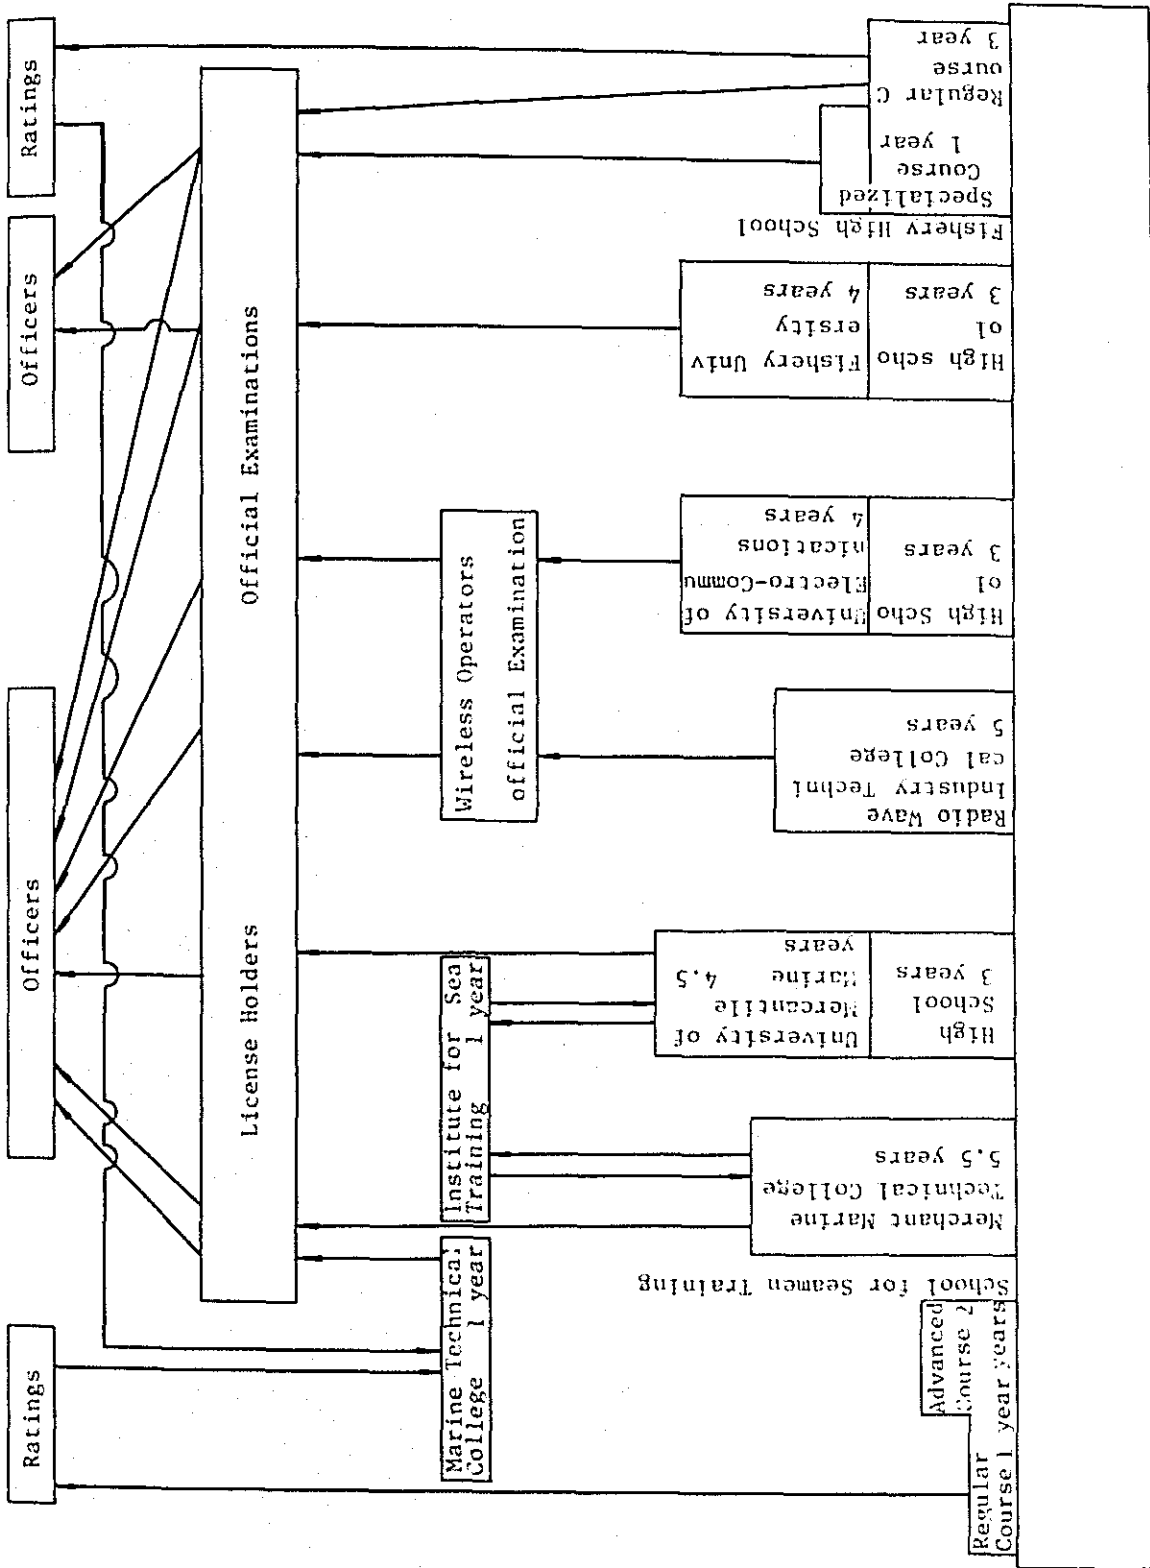 Ratings
Officers
Officers
Ratings
License Holders
Official Examinations
Marine Technical
College 1 year
Institute for Sea
Training 1 year
Wireless Operators
official Examination
Regular
Course 1 year
Advanced
Course 2
years
School for Seamen Training
Merchant Marine
Technical College
5.5 years
University of
Mercantile
Marine 4.5
years
High
School
3 years
Radio Wave
Industry Techni
cal College
5 years
University of
Electro-Commu
nications
4 years
High Scho
ol
3 years
Fishery Univ
ersity
4 years
High scho
ol
3 years
Fishery High School
Specialized
Course
1 year
Regular C
ourse
3 year